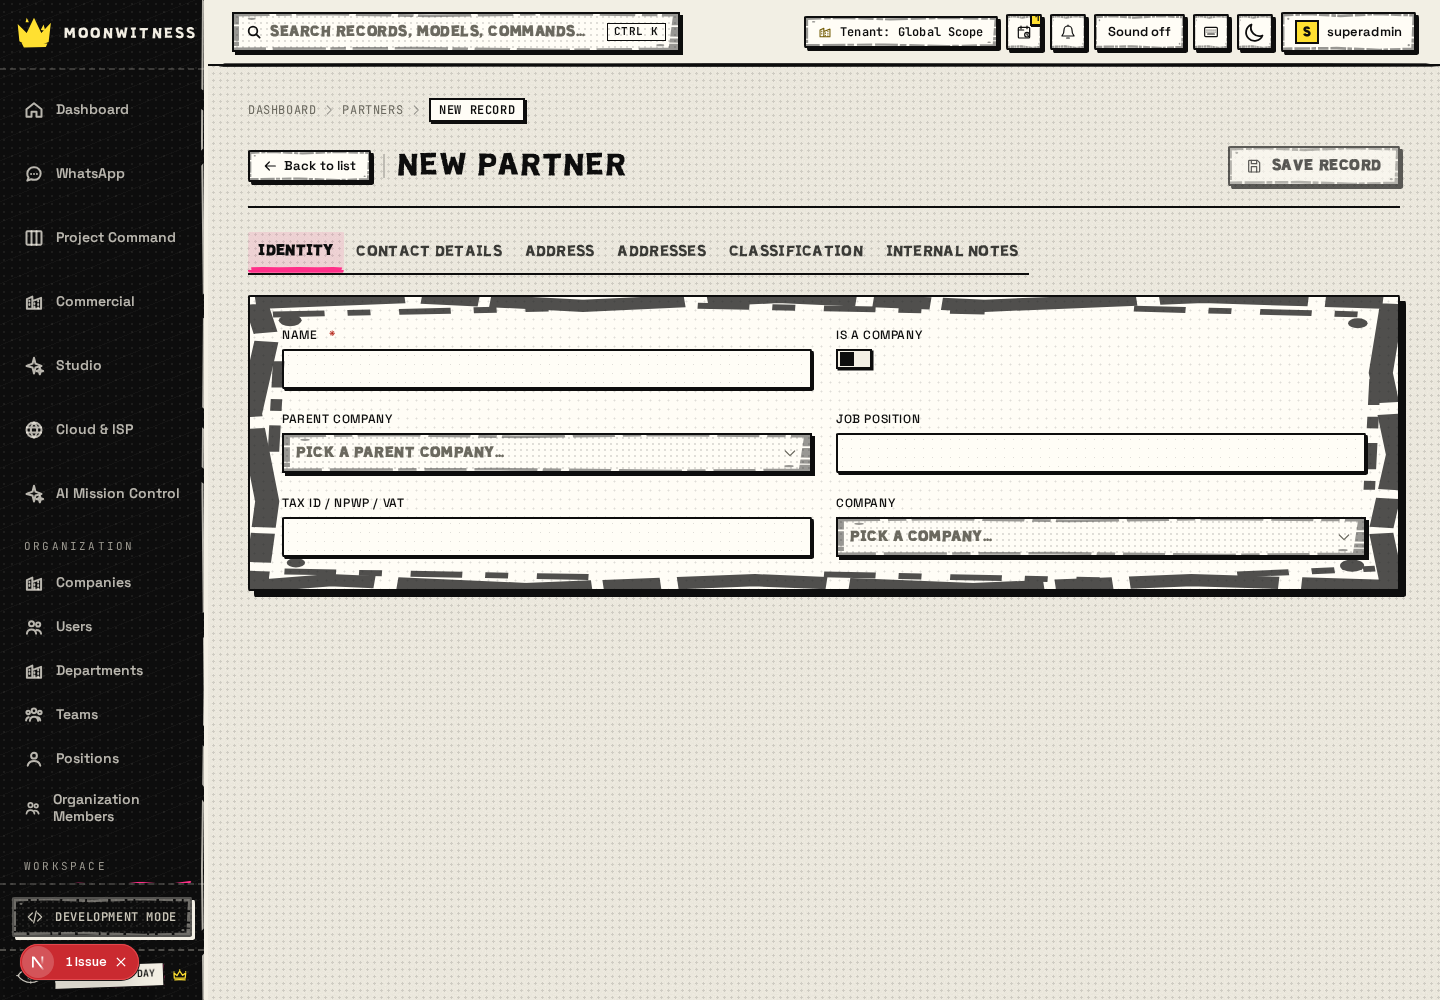 MOONWITNESS
SEARCH RECORDS, MODELS, COMMANDS…
CTRL K
Tenant: Global Scope
Sound off
S
superadmin
Dashboard
WhatsApp
Project Command
Commercial
Studio
Cloud & ISP
AI Mission Control
ORGANIZATION
Companies
Users
Departments
Teams
Positions
Organization
Members
WORKSPACE
DEVELOPMENT MODE
N
1 Issue
DAY
DASHBOARD
PARTNERS
NEW RECORD
Back to list
NEW PARTNER
SAVE RECORD
IDENTITY
CONTACT DETAILS
ADDRESS
ADDRESSES
CLASSIFICATION
INTERNAL NOTES
NAME *
IS A COMPANY
PARENT COMPANY
PICK A PARENT COMPANY…
JOB POSITION
TAX ID / NPWP / VAT
COMPANY
PICK A COMPANY…